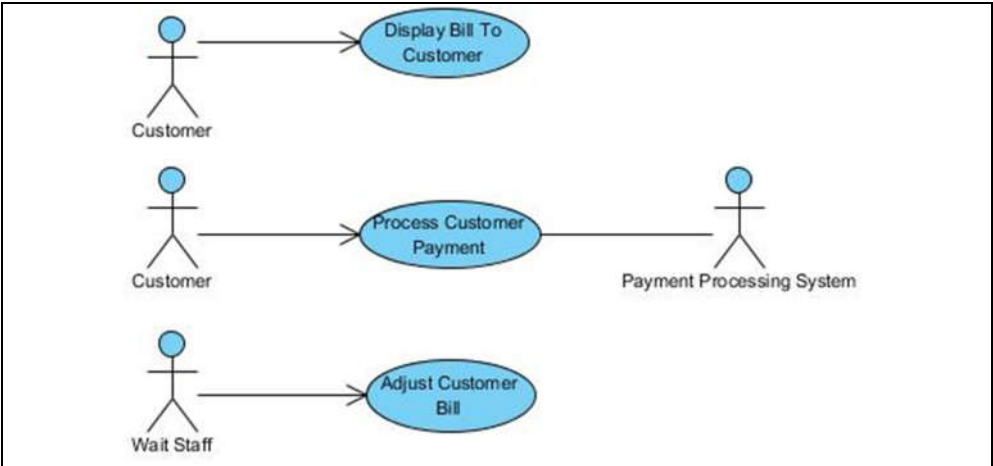 Display Bill To
Customer
Customer
Process Customer
Payment
Customer
Payment Processing System
Adjust Customer
Bill
Wait Staff